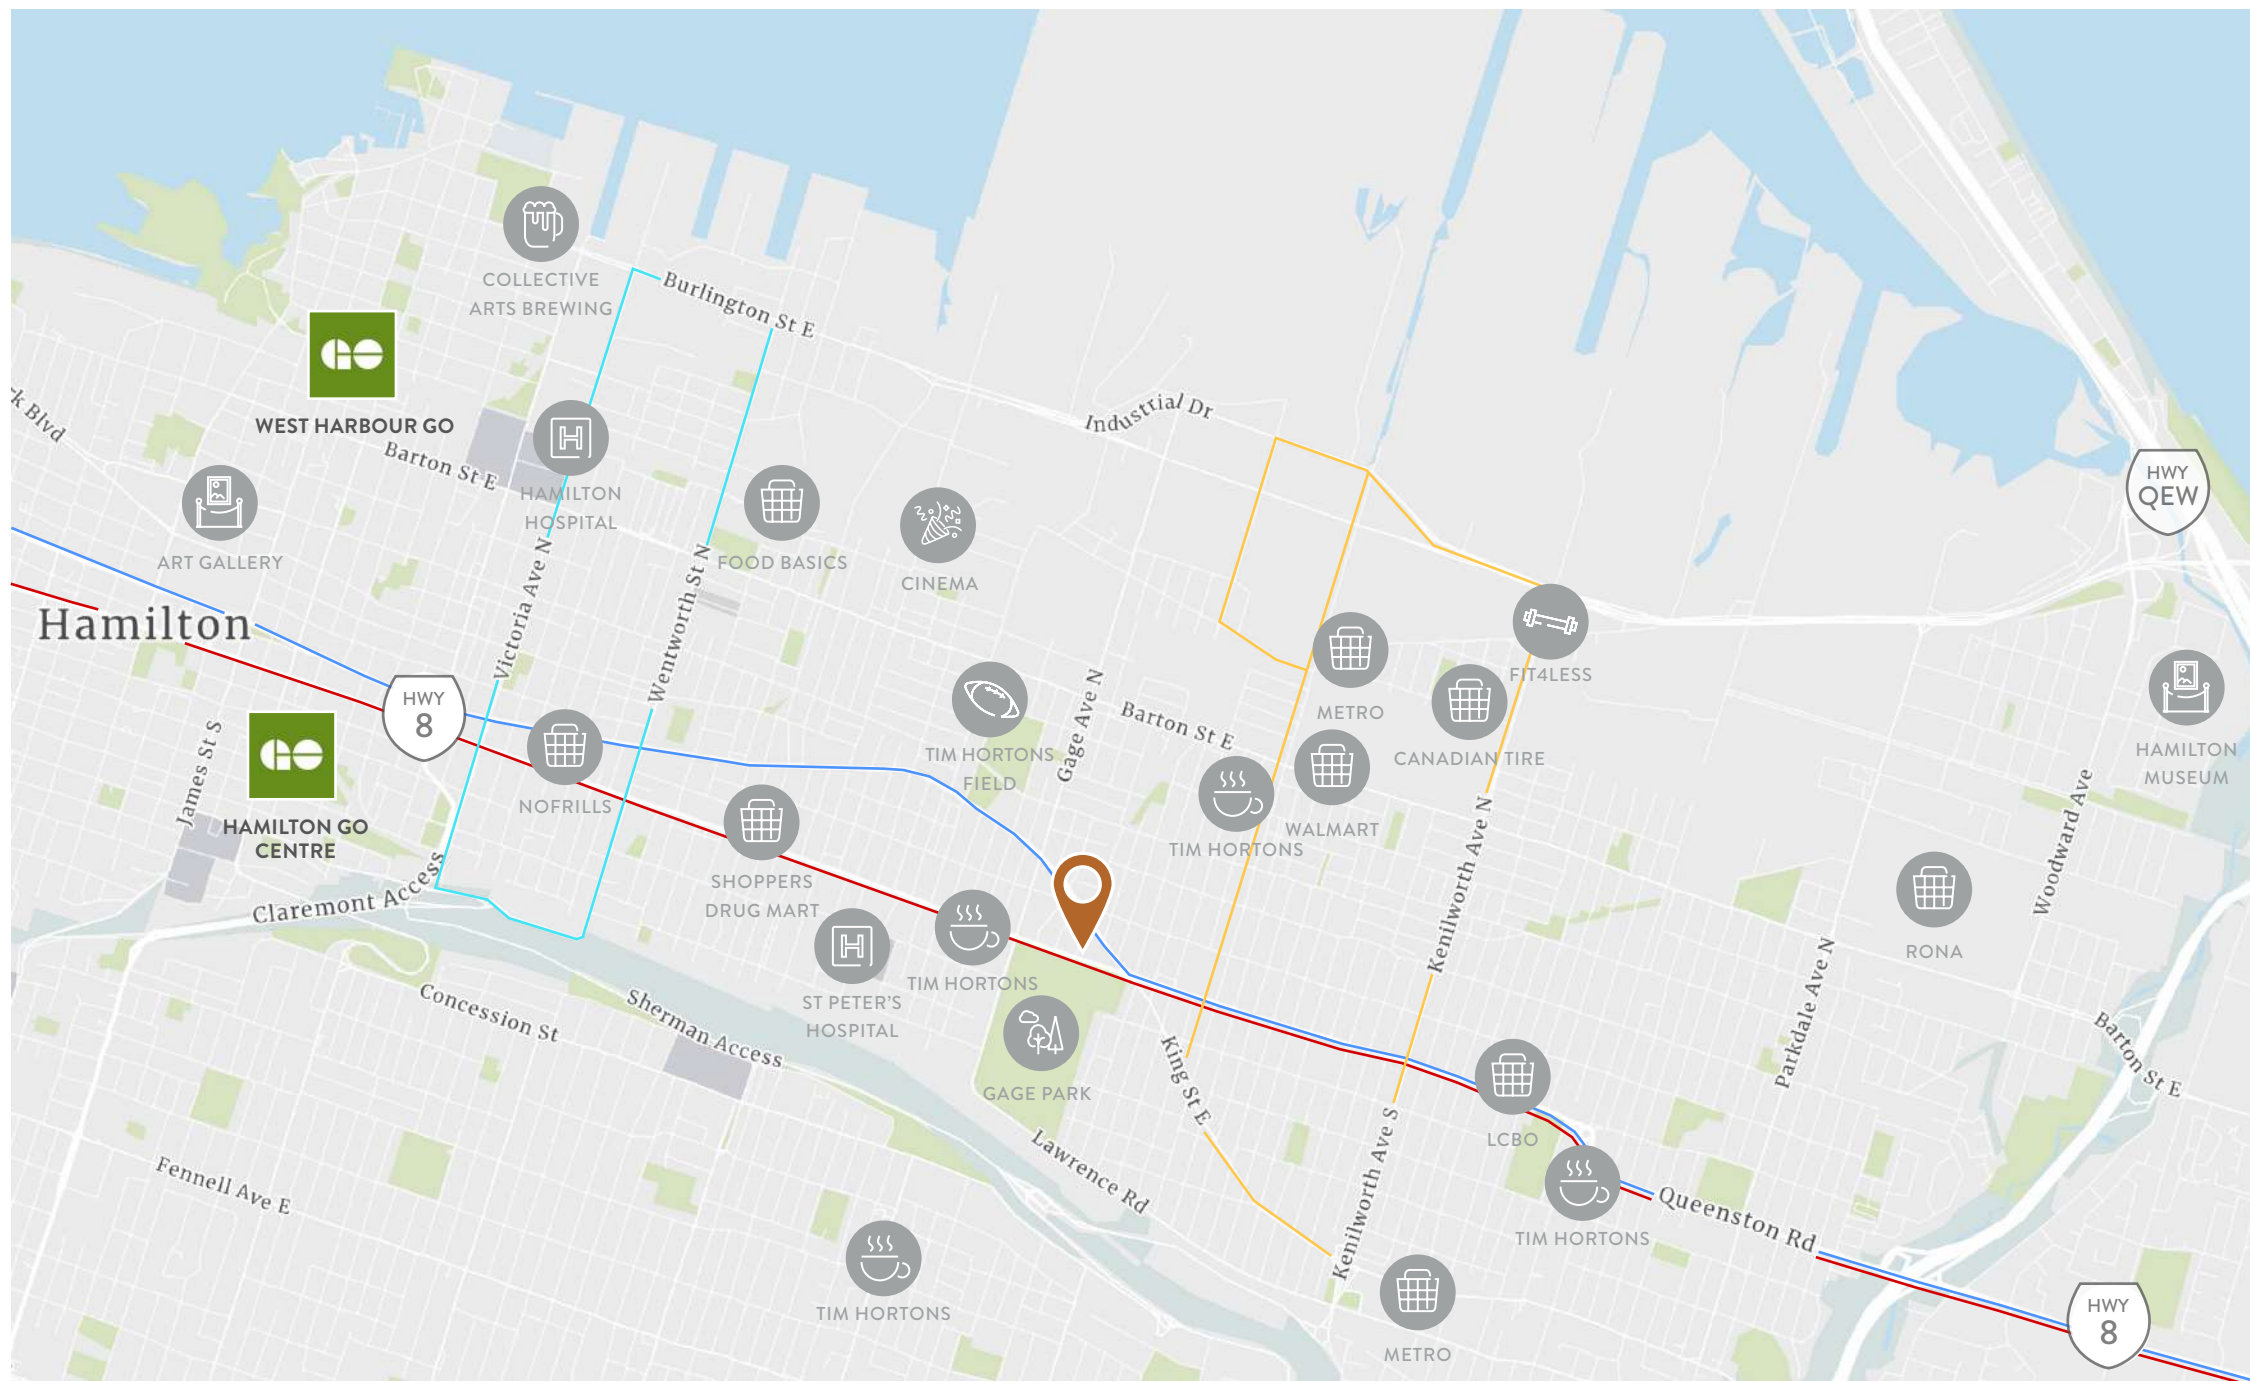 COLLECTIVE
ARTS BREWING
Burlington St E
GO
WEST HARBOUR GO
rk Blvd
Barton St E
Industrial Dr
H
HAMILTON
HOSPITAL
ART GALLERY
FOOD BASICS
CINEMA
HWY
QEW
Hamilton
Victoria Ave N
Wentworth St N
HWY
8
NOFRILLS
TIM HORTONS
FIELD
Gage Ave N
Barton St E
METRO
FIT4LESS
CANADIAN TIRE
WALMART
TIM HORTONS
HAMILTON
MUSEUM
James St S
GO
HAMILTON GO
CENTRE
Claremont Access
SHOPPERS
DRUG MART
Kenilworth Ave N
Woodward Ave
RONA
H
ST PETER'S
HOSPITAL
TIM HORTONS
Concession St
Sherman Access
GAGE PARK
King St E
Parkdale Ave N
Barton St E
LCBO
Lawrence Rd
Kenilworth Ave S
Fennell Ave E
TIM HORTONS
Queenston Rd
TIM HORTONS
METRO
HWY
8